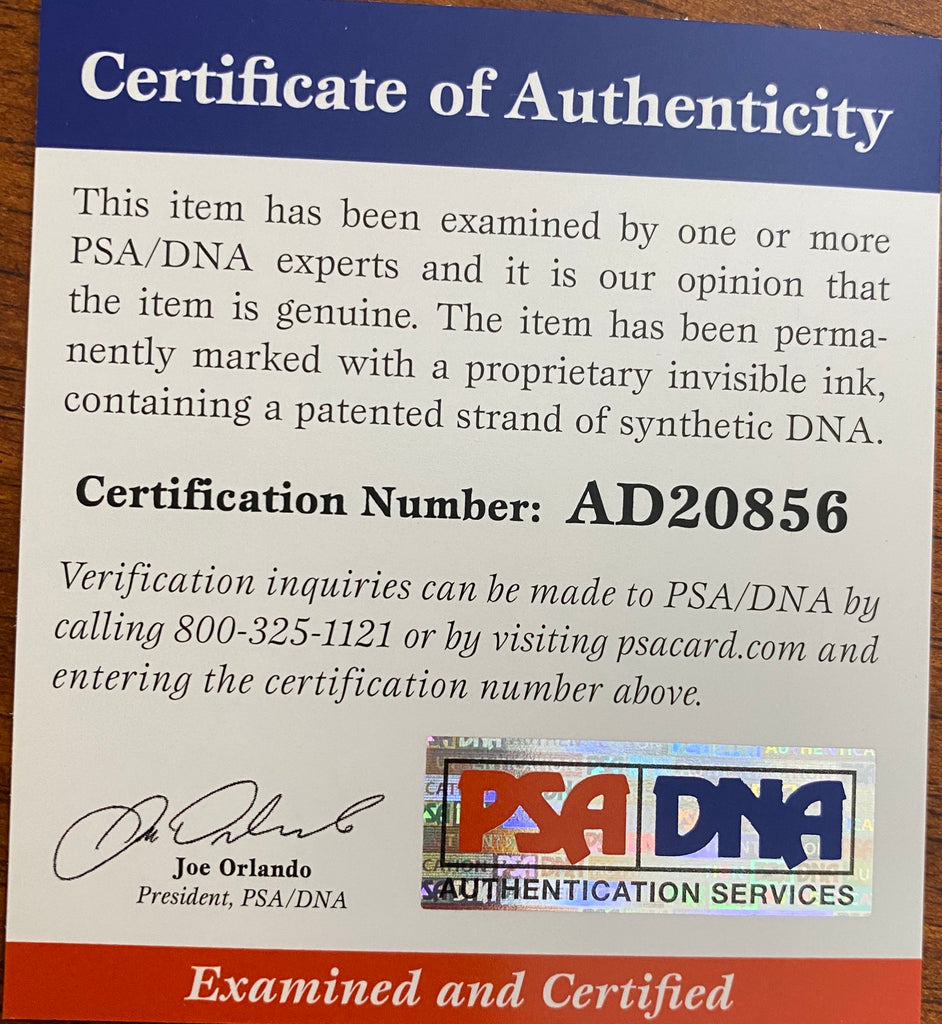 Certificate of Authenticity
This item has been examined by one or more
PSA/DNA experts and it is our opinion that
the item is genuine. The item has been perma-
nently marked with a proprietary invisible ink,
containing a patented strand of synthetic DNA.
Certification Number: AD20856
Verification inquiries can be made to PSA/DNA by
calling 800-325-1121 or by visiting psacard.com and
entering the certification number above.
Joe Orlando
President, PSA/DNA
PSA DNA
AUTHENTICATION SERVICES
Examined and Certified